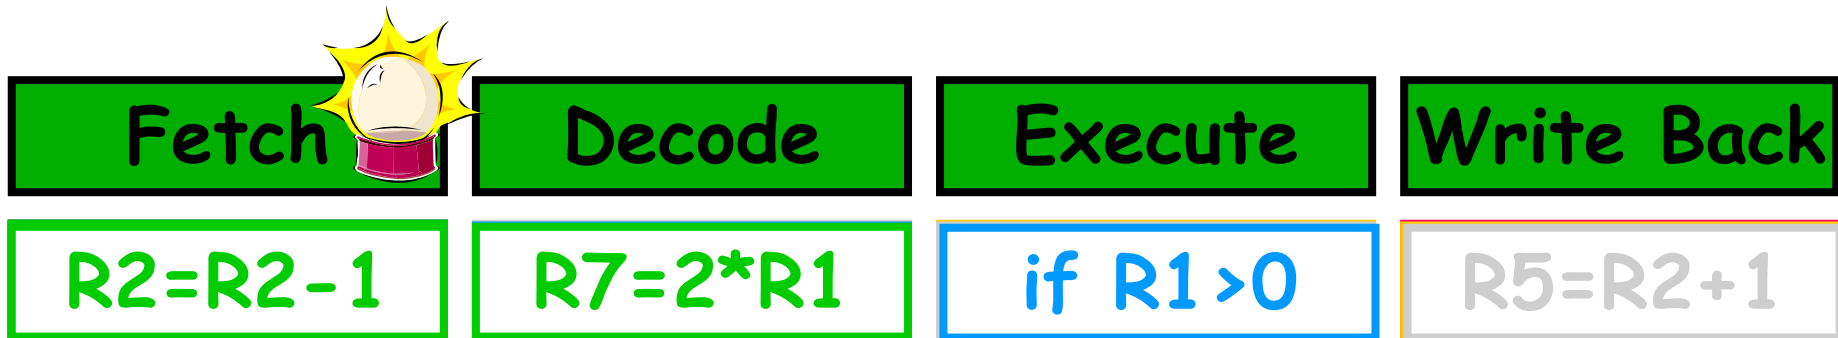 Fetch Decode Execute Write Back
R2=R2-1 R7=2*R1 if R1>0 R5=R2+1